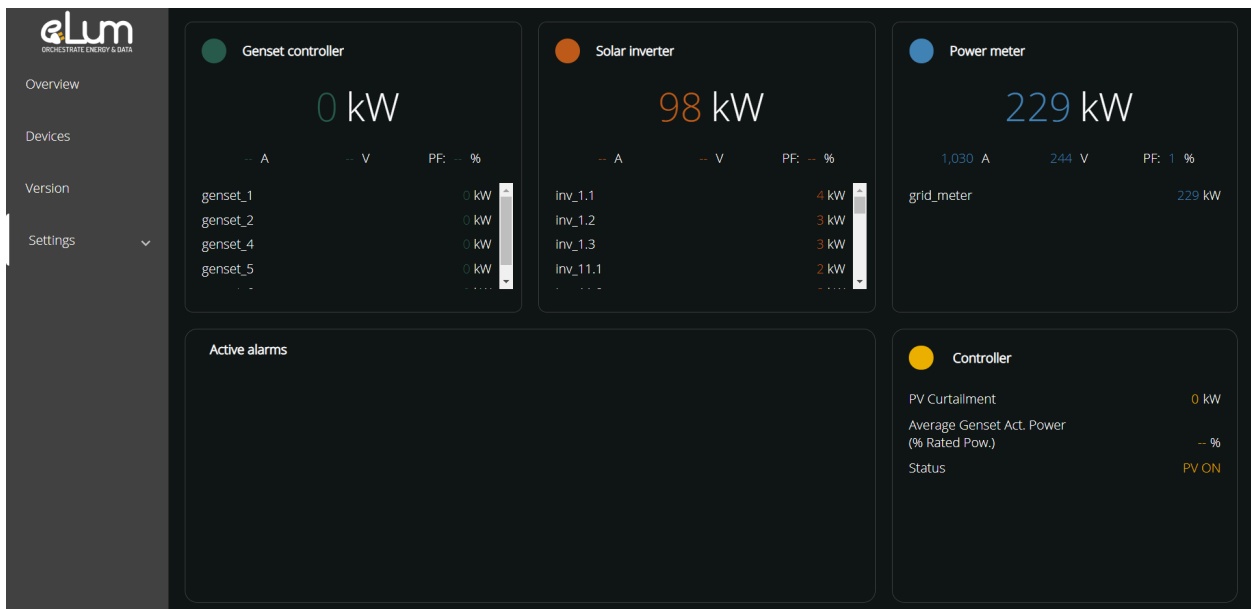 eLum
ORCHESTRATE ENERGY & DATA
Overview
Devices
Version
Settings
Genset controller
0 kW
-- A -- V PF: -- %
genset_1 0 kW
genset_2 0 kW
genset_4 0 kW
genset_5 0 kW
Solar inverter
98 kW
-- A -- V PF: -- %
inv_1.1 4 kW
inv_1.2 3 kW
inv_1.3 3 kW
inv_11.1 2 kW
Power meter
229 kW
1,030 A 244 V PF: 1 %
grid_meter 229 kW
Active alarms
Controller
PV Curtailment 0 kW
Average Genset Act. Power
(% Rated Pow.) -- %
Status PV ON